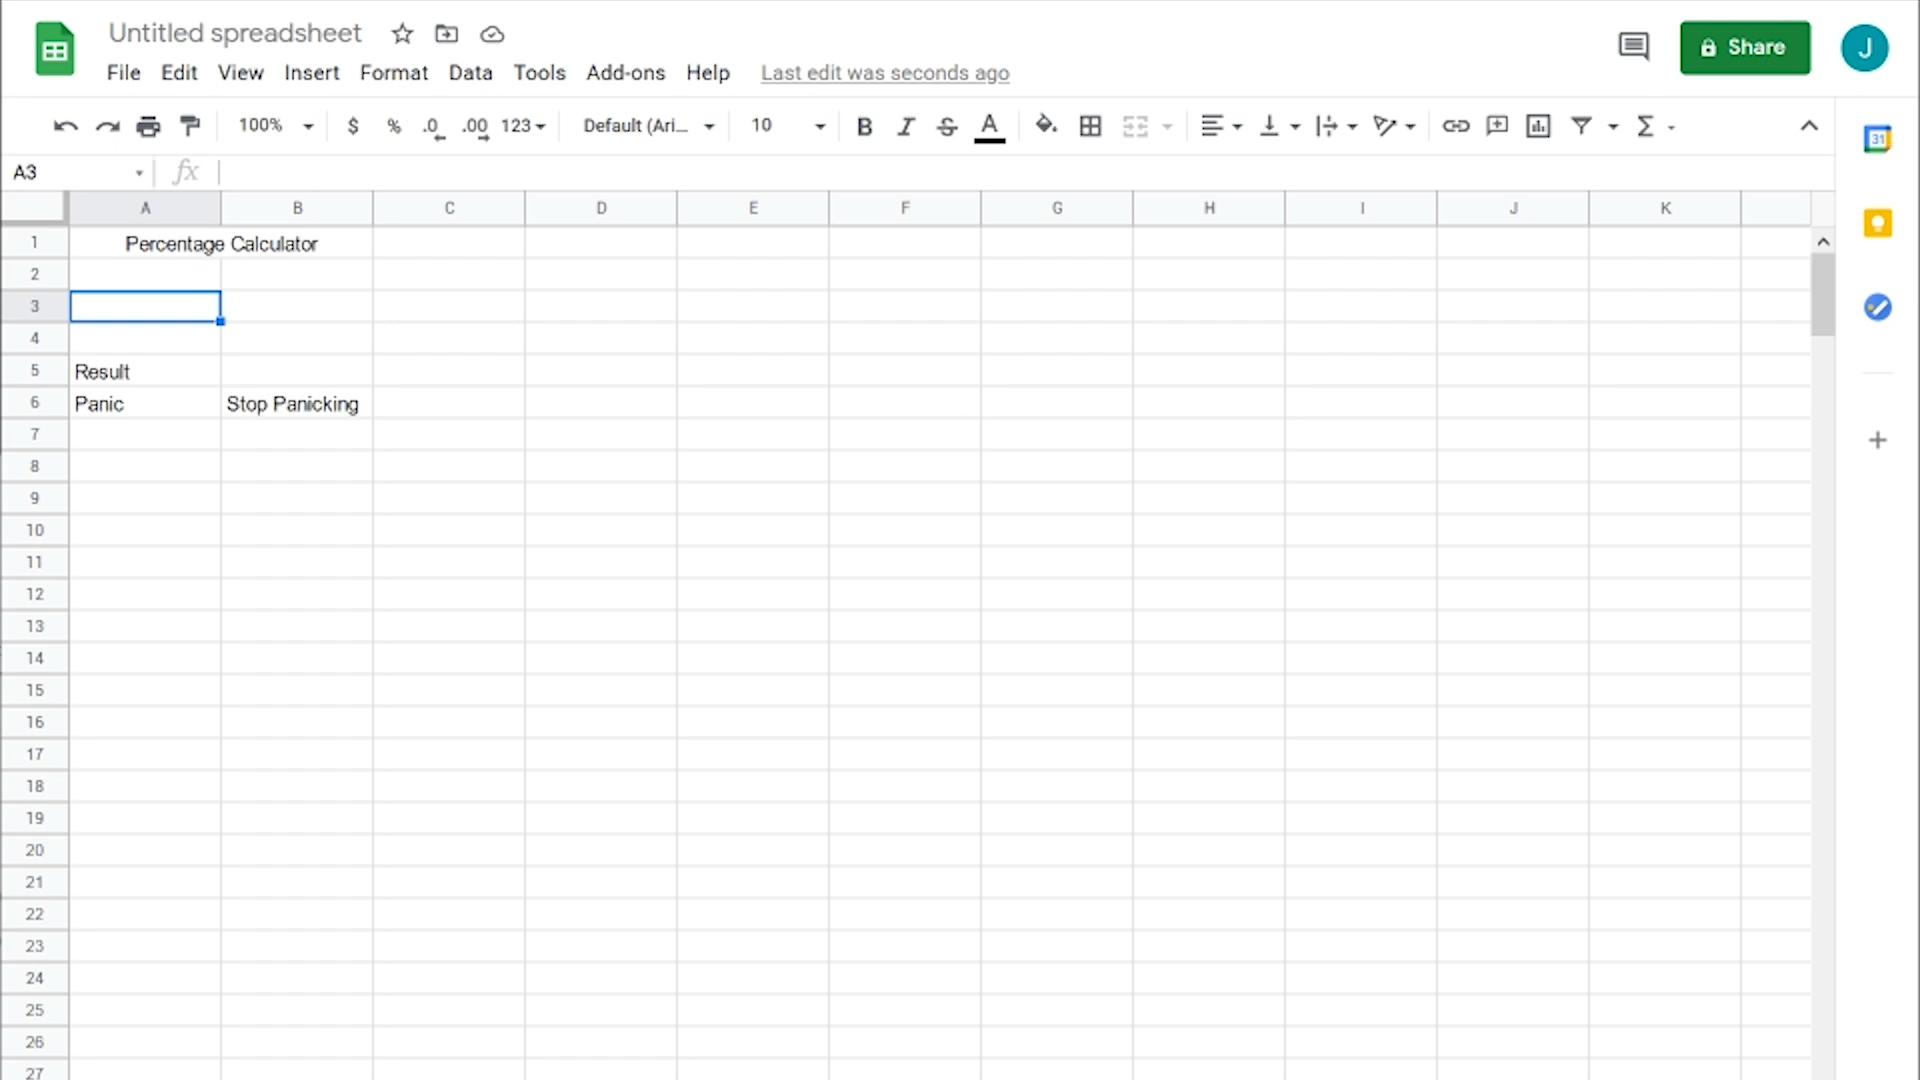 Untitled spreadsheet
File Edit View Insert Format Data Tools Add-ons Help Last edit was seconds ago
Share
J
100% $ % .0 .00 123 Default (Ari... 10 B I S A
31
A3 fx
A B C D E F G H I J K
1 Percentage Calculator
2
3
4
5 Result
6 Panic Stop Panicking
7
8
9
10
11
12
13
14
15
16
17
18
19
20
21
22
23
24
25
26
27